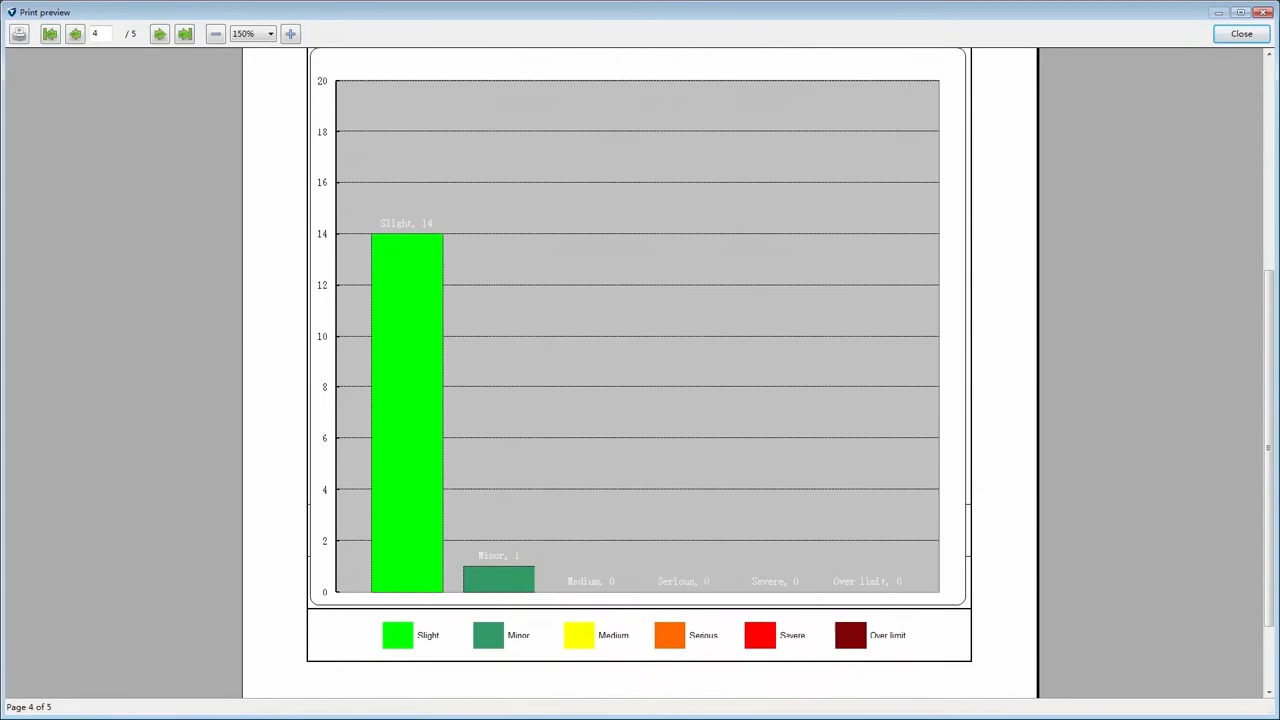 Print preview
4 / 5 150% Close
20
18
16
Slight, 14
14
12
10
8
6
4
2
Minor, 1
Medium, 0 Serious, 0 Severe, 0 Over limit, 0
0
Slight Minor Medium Serious Savere Over limit
Page 4 of 5